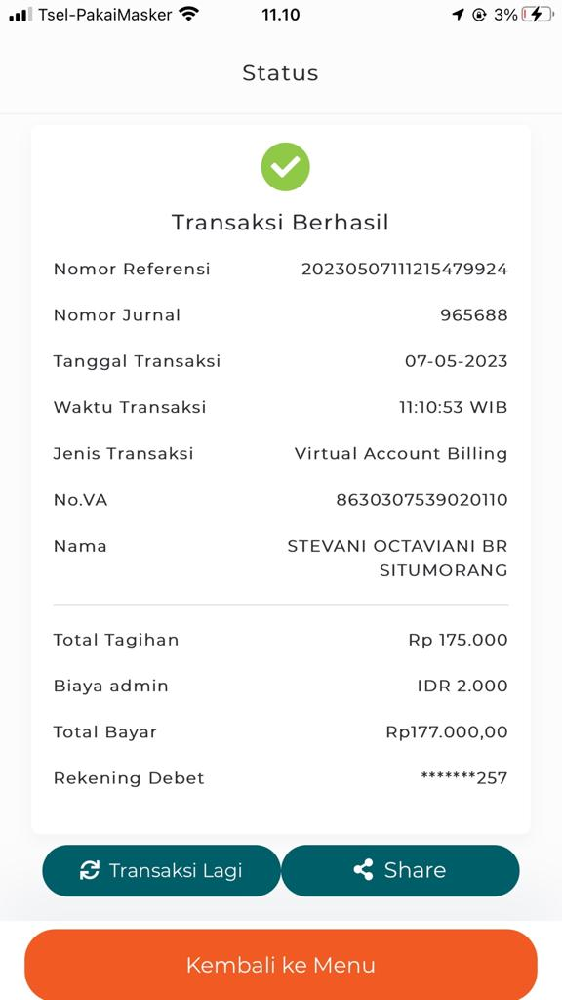 Tsel-PakaiMasker 11.10 3%
Status
Transaksi Berhasil
Nomor Referensi 20230507111215479924
Nomor Jurnal 965688
Tanggal Transaksi 07-05-2023
Waktu Transaksi 11:10:53 WIB
Jenis Transaksi Virtual Account Billing
No.VA 8630307539020110
Nama STEVANI OCTAVIANI BR
SITUMORANG
Total Tagihan Rp 175.000
Biaya admin IDR 2.000
Total Bayar Rp177.000,00
Rekening Debet *******257
Transaksi Lagi Share
Kembali ke Menu